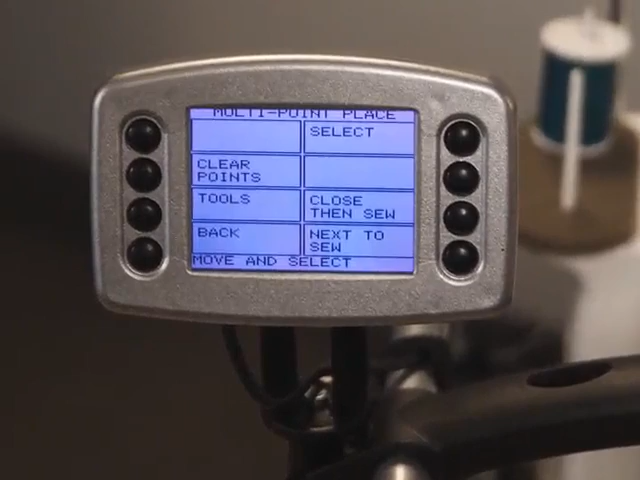 MULTI-POINT PLACE
SELECT
CLEAR
POINTS
TOOLS
CLOSE
THEN SEW
BACK
NEXT TO
SEW
MOVE AND SELECT